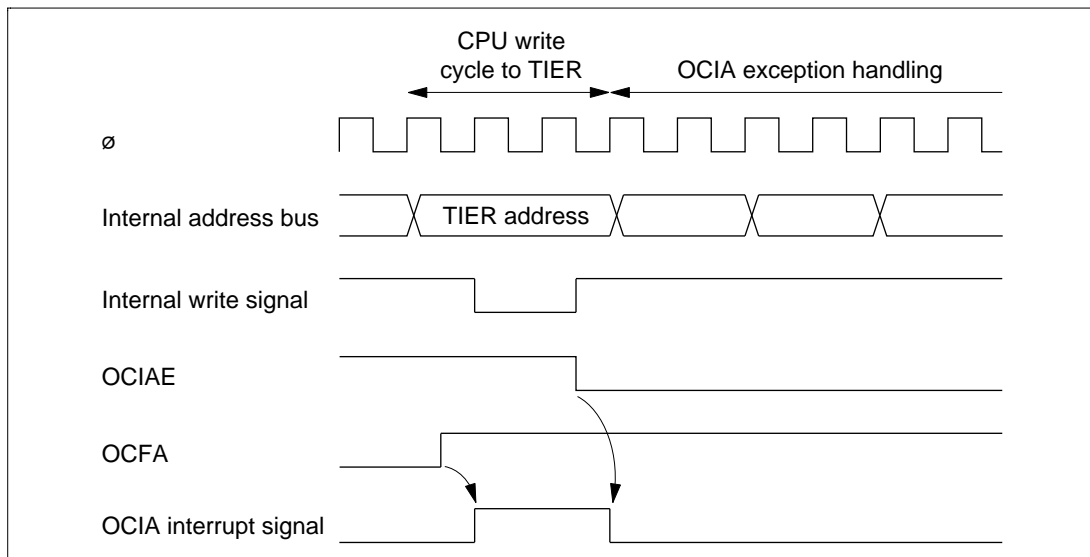 CPU write
cycle to TIER
OCIA exception handling
ø
Internal address bus
TIER address
Internal write signal
OCIAE
OCFA
OCIA interrupt signal